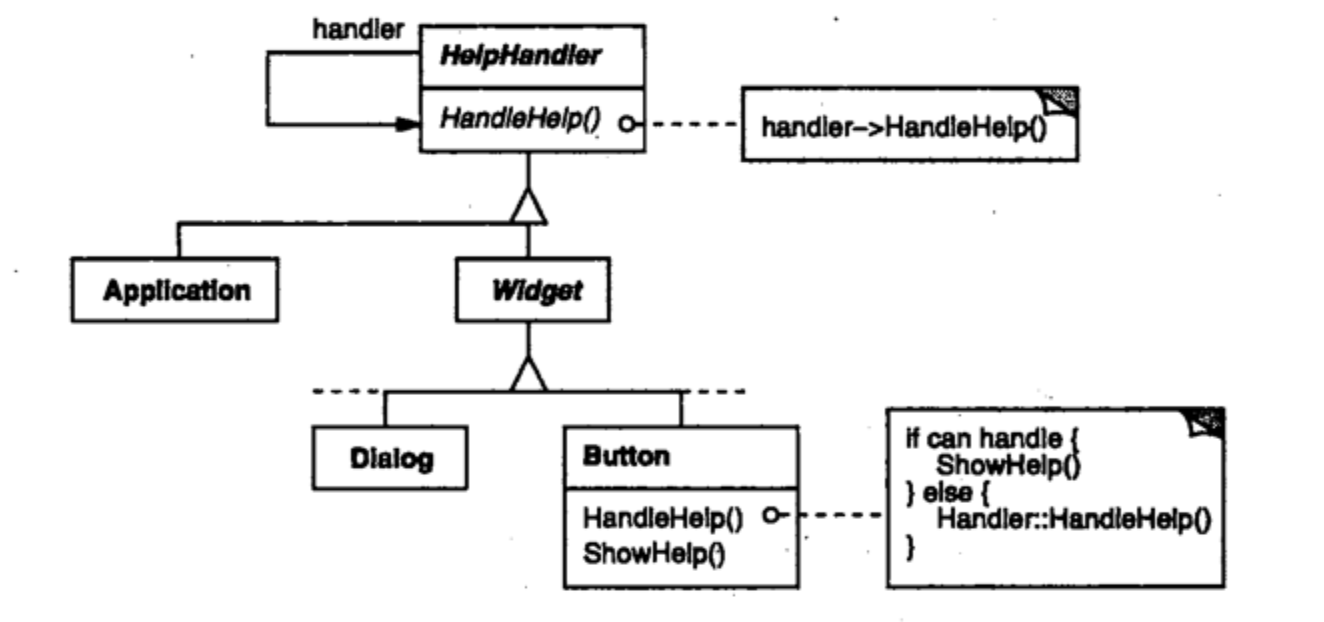 handler
HelpHandler
HandleHelp()
handler->HandleHelp()
Application
Widget
Dialog
Button
HandleHelp()
ShowHelp()
if can handle {
ShowHelp()
} else {
Handler::HandleHelp()
}